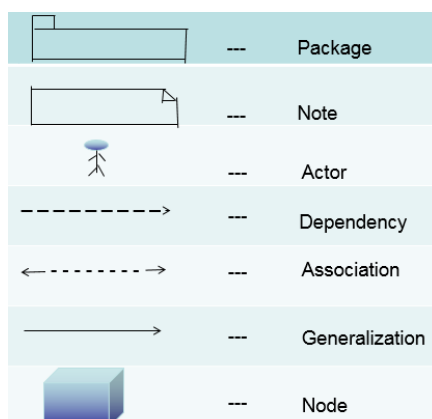 --- Package
--- Note
--- Actor
--- Dependency
--- Association
--- Generalization
--- Node